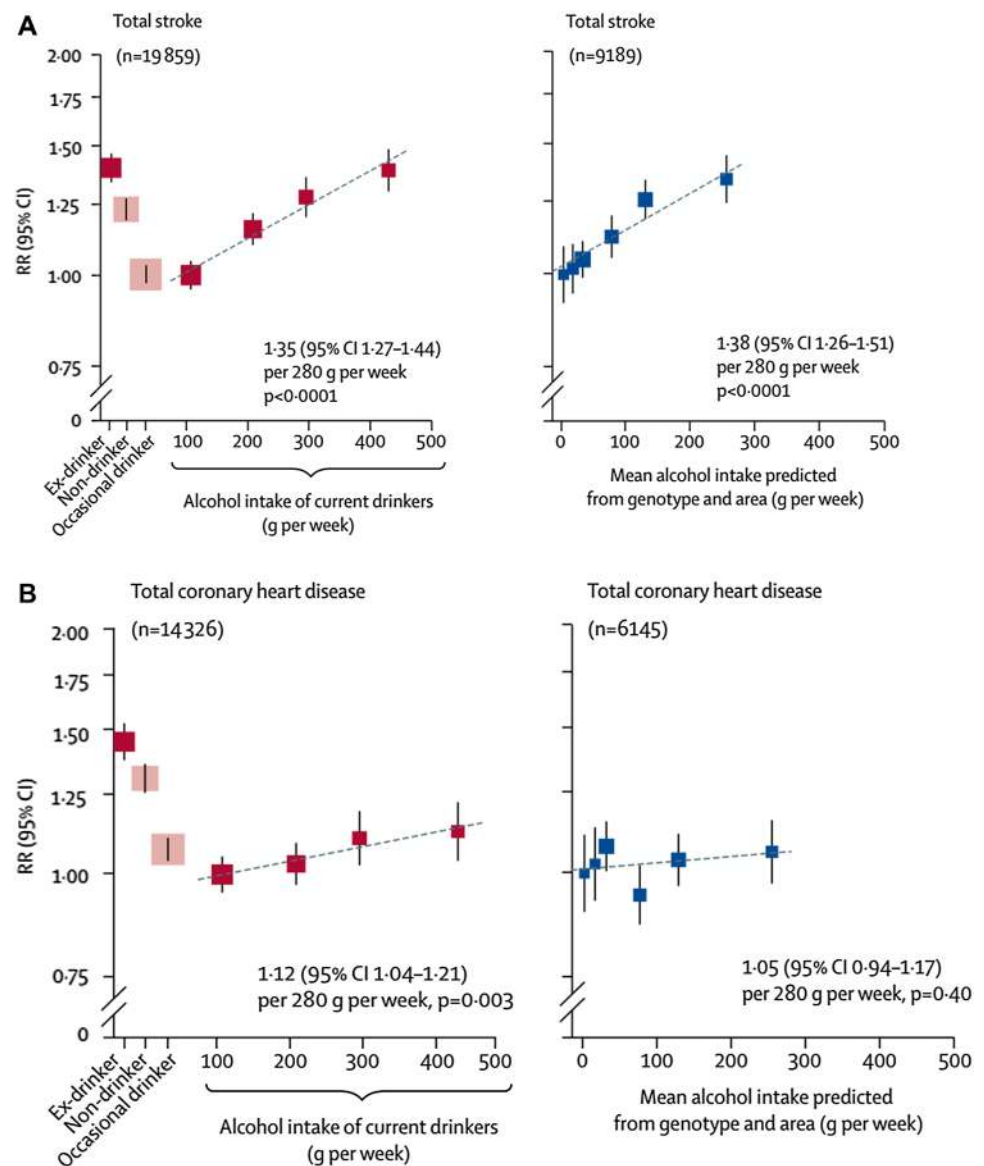 A
Total stroke
(n=19 859)
RR (95% CI)
2·00
1·75
1·50
1·25
1·00
0·75
0
1·35 (95% CI 1·27–1·44)
per 280 g per week
p<0·0001
Ex-drinker
Non-drinker
Occasional drinker
100
200
300
400
500
Alcohol intake of current drinkers
(g per week)
Total stroke
(n=9189)
1·38 (95% CI 1·26–1·51)
per 280 g per week
p<0·0001
0
100
200
300
400
500
Mean alcohol intake predicted
from genotype and area (g per week)
B
Total coronary heart disease
(n=14 326)
RR (95% CI)
2·00
1·75
1·50
1·25
1·00
0·75
0
1·12 (95% CI 1·04–1·21)
per 280 g per week, p=0·003
Ex-drinker
Non-drinker
Occasional drinker
100
200
300
400
500
Alcohol intake of current drinkers
(g per week)
Total coronary heart disease
(n=6145)
1·05 (95% CI 0·94–1·17)
per 280 g per week, p=0·40
0
100
200
300
400
500
Mean alcohol intake predicted
from genotype and area (g per week)